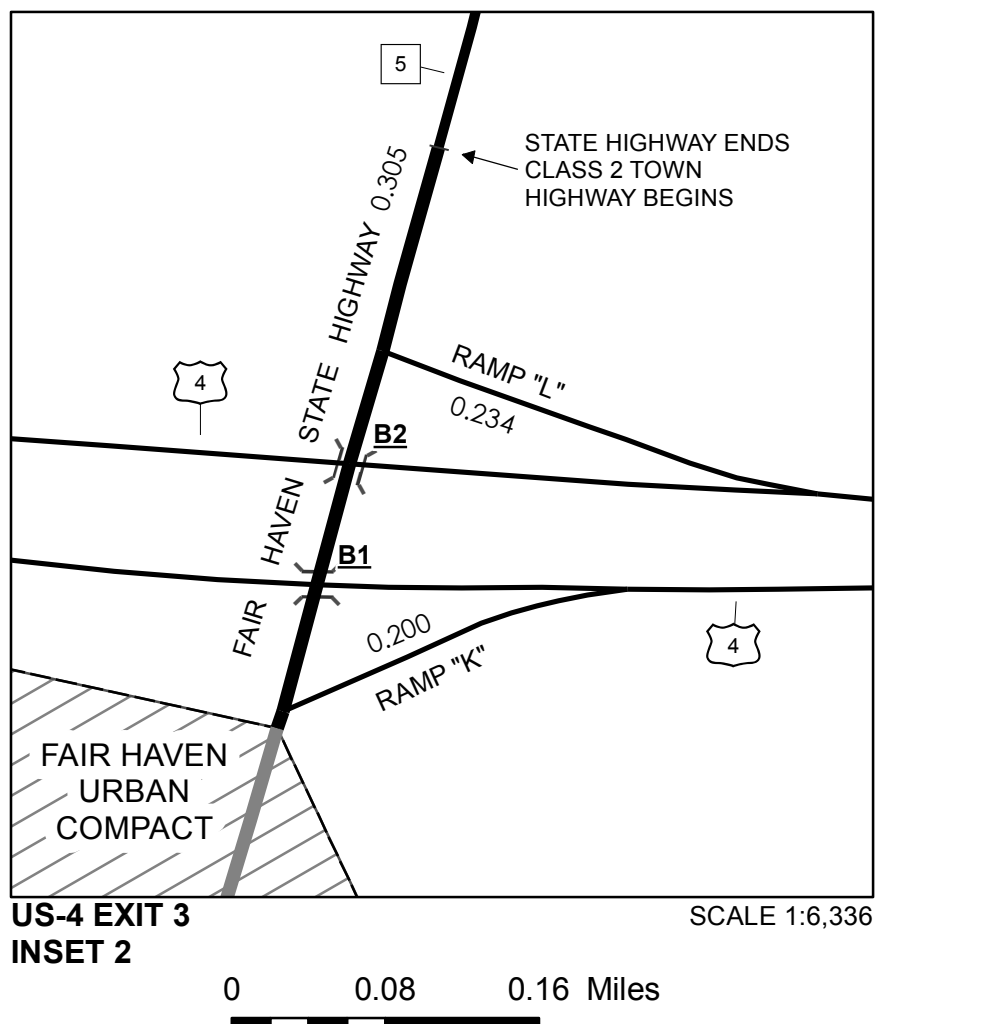 5
STATE HIGHWAY ENDS
CLASS 2 TOWN
HIGHWAY BEGINS
FAIR HAVEN STATE HIGHWAY 0.305
RAMP "L"
0.234
4
B2
B1
0.200
RAMP "K"
4
FAIR HAVEN
URBAN
COMPACT
US-4 EXIT 3
INSET 2
SCALE 1:6,336
0 0.08 0.16 Miles